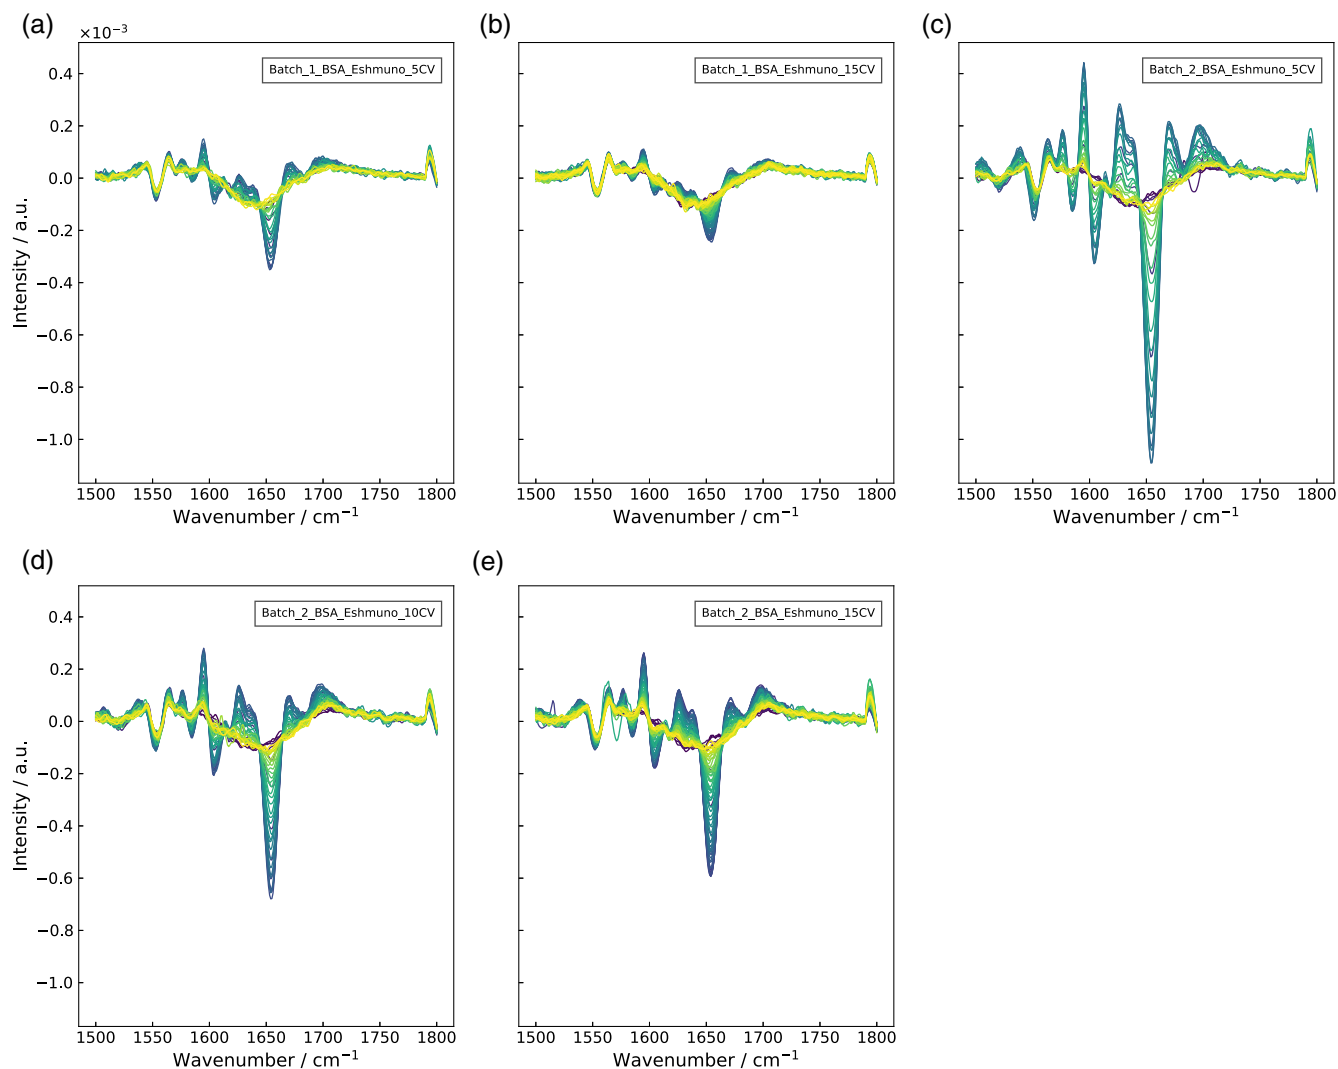 (a)
(b)
(c)
×10⁻³
Batch_1_BSA_Eshmuno_5CV
Batch_1_BSA_Eshmuno_15CV
Batch_2_BSA_Eshmuno_5CV
0.4
0.2
0.0
−0.2
−0.4
−0.6
−0.8
−1.0
Intensity / a.u.
1500 1550 1600 1650 1700 1750 1800
1500 1550 1600 1650 1700 1750 1800
1500 1550 1600 1650 1700 1750 1800
Wavenumber / cm⁻¹
Wavenumber / cm⁻¹
Wavenumber / cm⁻¹
(d)
(e)
Batch_2_BSA_Eshmuno_10CV
Batch_2_BSA_Eshmuno_15CV
0.4
0.2
0.0
−0.2
−0.4
−0.6
−0.8
−1.0
Intensity / a.u.
1500 1550 1600 1650 1700 1750 1800
1500 1550 1600 1650 1700 1750 1800
Wavenumber / cm⁻¹
Wavenumber / cm⁻¹